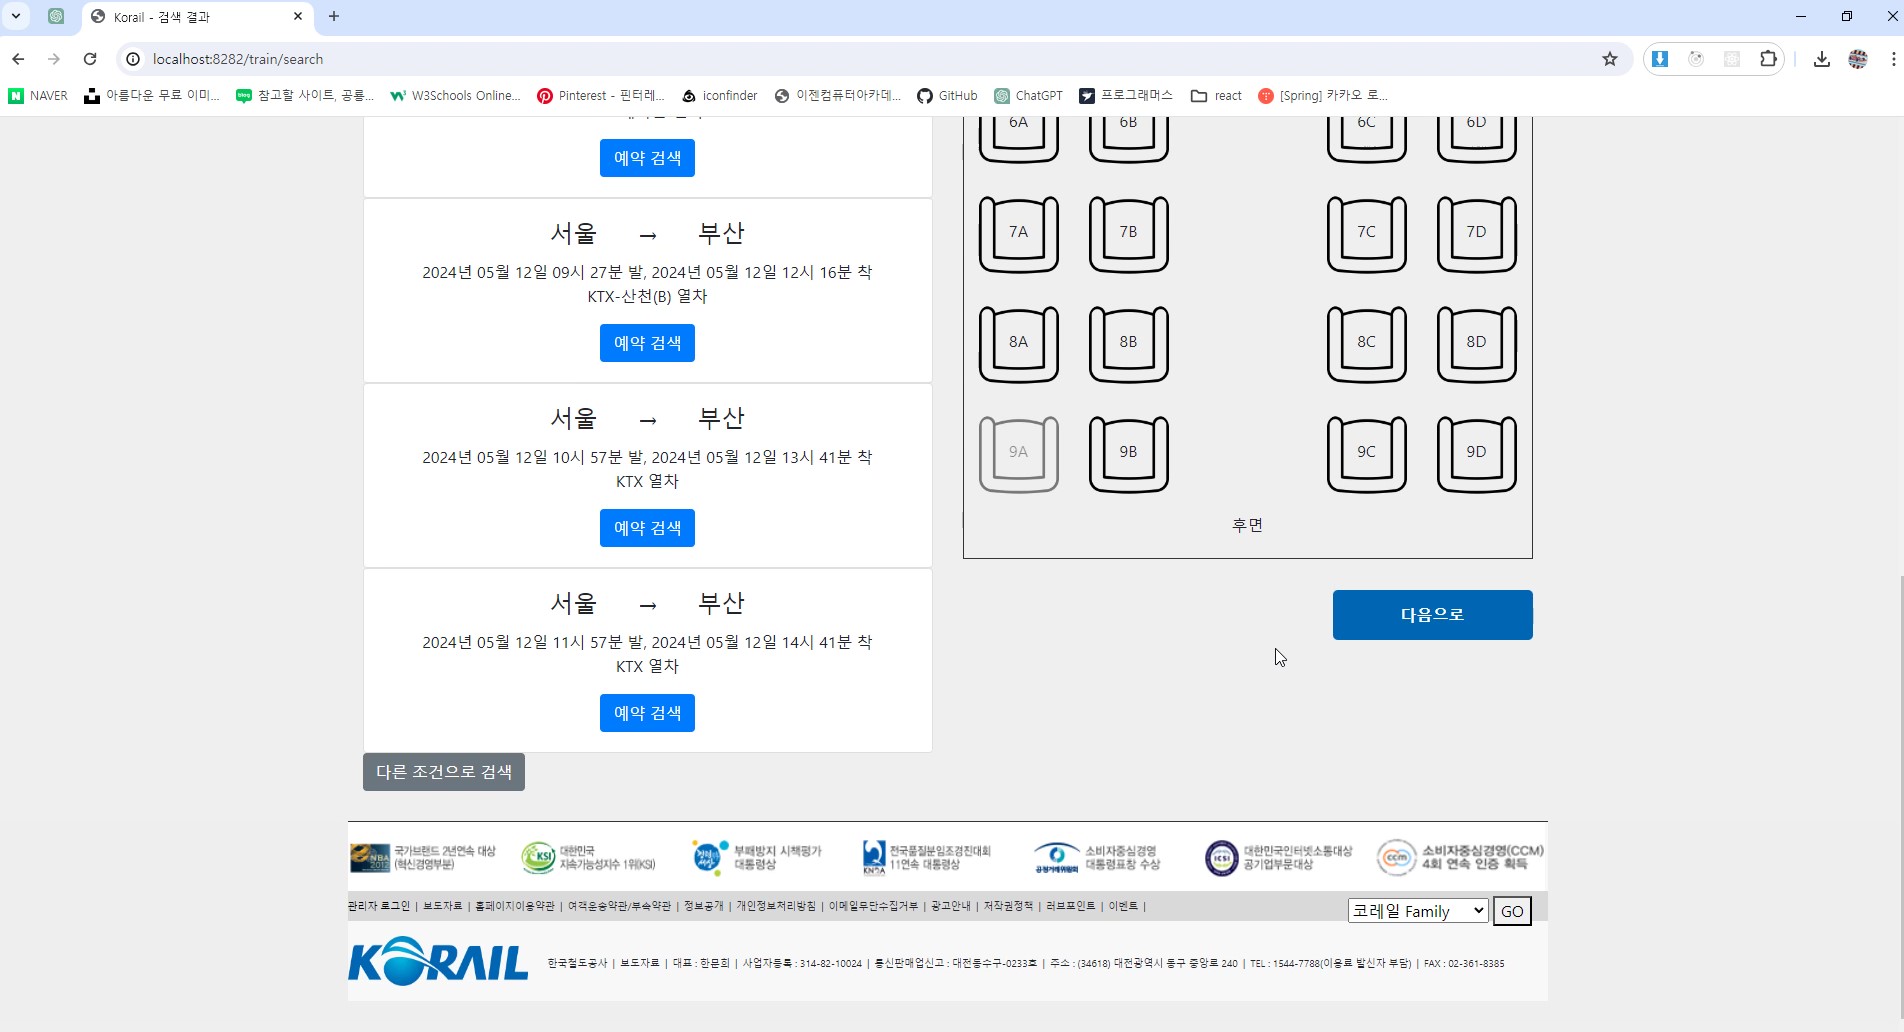 Korail - 검색 결과
localhost:8282/train/search
NAVER
아름다운 무료 이미...
참고할 사이트, 공룡...
W3Schools Online...
Pinterest - 핀터레...
iconfinder
이젠컴퓨터아카데...
GitHub
ChatGPT
프로그래머스
react
[Spring] 카카오 로...
예약 검색
서울 → 부산
2024년 05월 12일 09시 27분 발, 2024년 05월 12일 12시 16분 착
KTX-산천(B) 열차
예약 검색
서울 → 부산
2024년 05월 12일 10시 57분 발, 2024년 05월 12일 13시 41분 착
KTX 열차
예약 검색
서울 → 부산
2024년 05월 12일 11시 57분 발, 2024년 05월 12일 14시 41분 착
KTX 열차
예약 검색
다른 조건으로 검색
6A 6B 6C 6D
7A 7B 7C 7D
8A 8B 8C 8D
9A 9B 9C 9D
후면
다음으로
NBA 2012
국가브랜드 2년연속 대상
(혁신경영부분)
KSI
대한민국
지속가능성지수 1위(KSI)
부패방지 시책평가
대통령상
전국품질분임조경진대회
11연속 대통령상
공정거래위원회
소비자중심경영
대통령표창 수상
ICSI
대한민국인터넷소통대상
공기업부문대상
ccm
소비자중심경영(CCM)
4회 연속 인증 획득
관리자 로그인 | 보도자료 | 홈페이지이용약관 | 여객운송약관/부속약관 | 정보공개 | 개인정보처리방침 | 이메일무단수집거부 | 광고안내 | 저작권정책 | 러브포인트 | 이벤트 |
코레일 Family
GO
KORAIL
한국철도공사 | 보도자료 | 대표 : 한문희 | 사업자등록 : 314-82-10024 | 통신판매업신고 : 대전동수구-0233호 | 주소 : (34618) 대전광역시 동구 중앙로 240 | TEL : 1544-7788(이용료 발신자 부담) | FAX : 02-361-8385